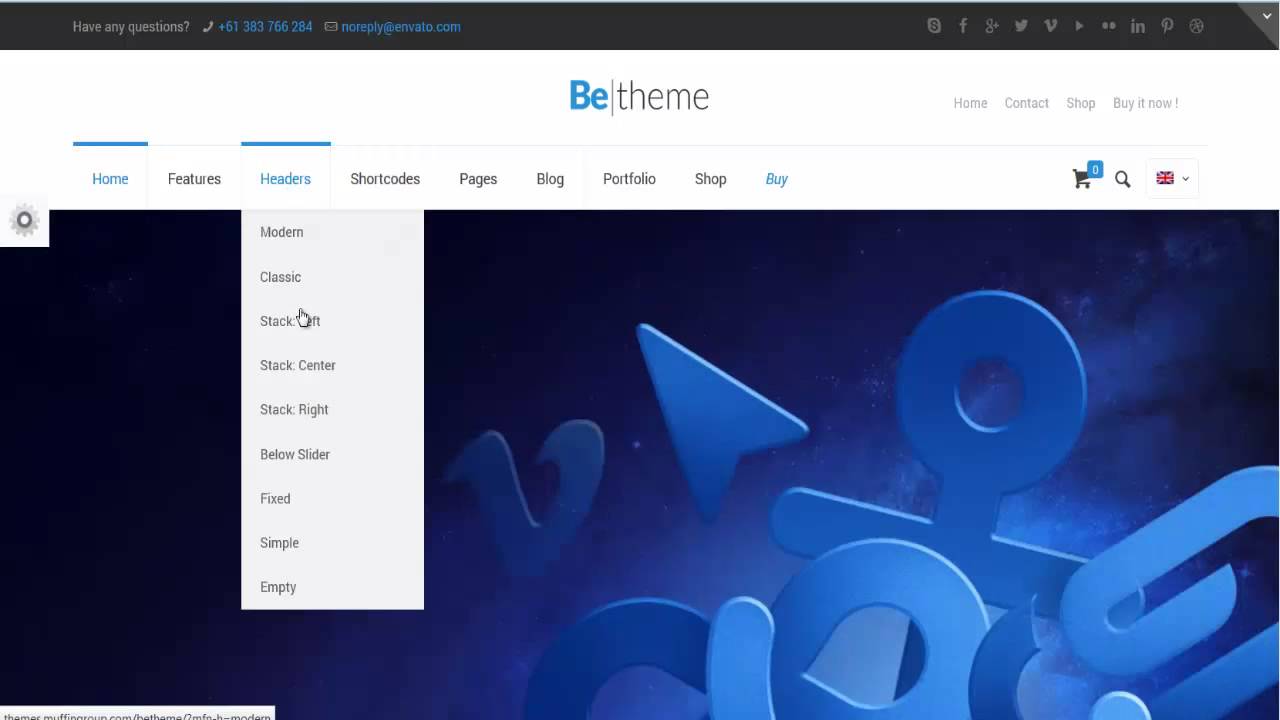 Have any questions? +61 383 766 284 noreply@envato.com
Be|theme
Home Contact Shop Buy it now !
Home Features Headers Shortcodes Pages Blog Portfolio Shop Buy 0
Modern
Classic
Stack: Left
Stack: Center
Stack: Right
Below Slider
Fixed
Simple
Empty
themes.muffingroup.com/betheme/?mfn-h=modern